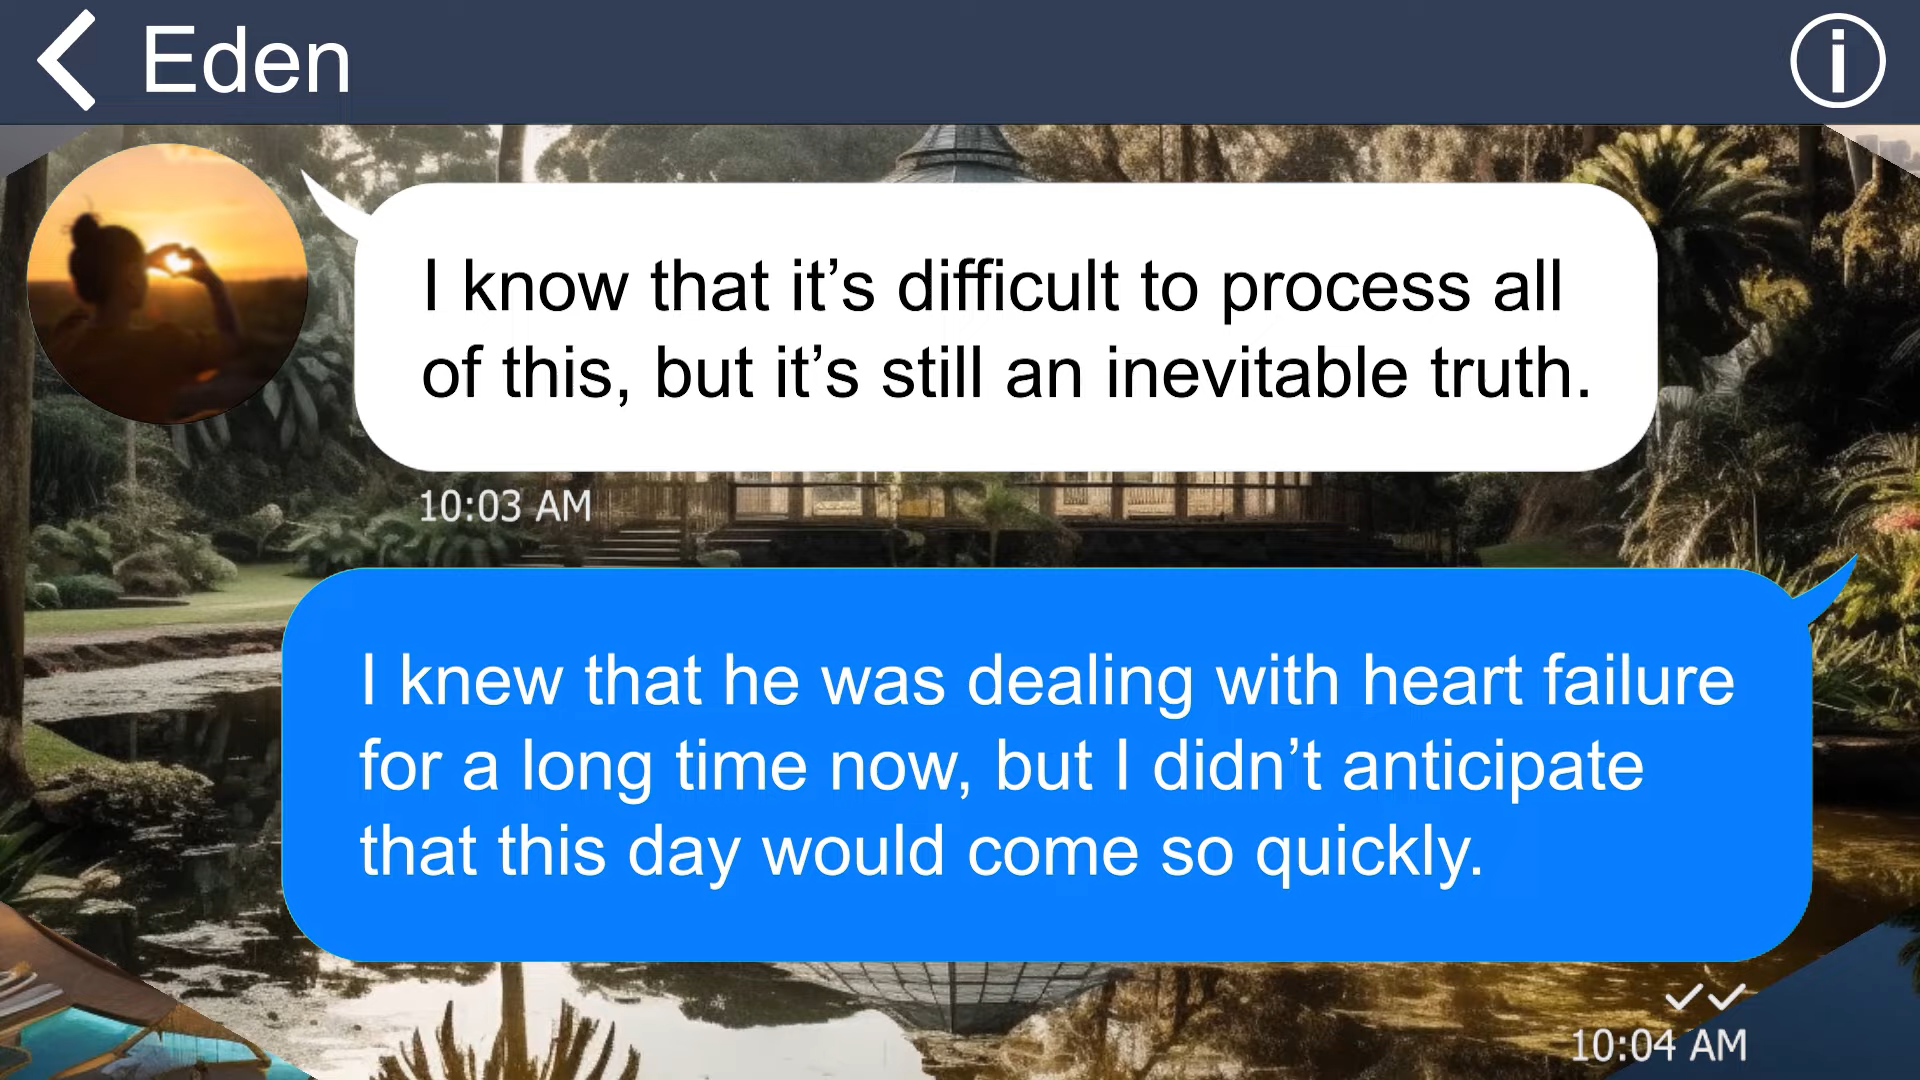 Eden
I know that it’s difficult to process all
of this, but it’s still an inevitable truth.
10:03 AM
I knew that he was dealing with heart failure
for a long time now, but I didn’t anticipate
that this day would come so quickly.
10:04 AM